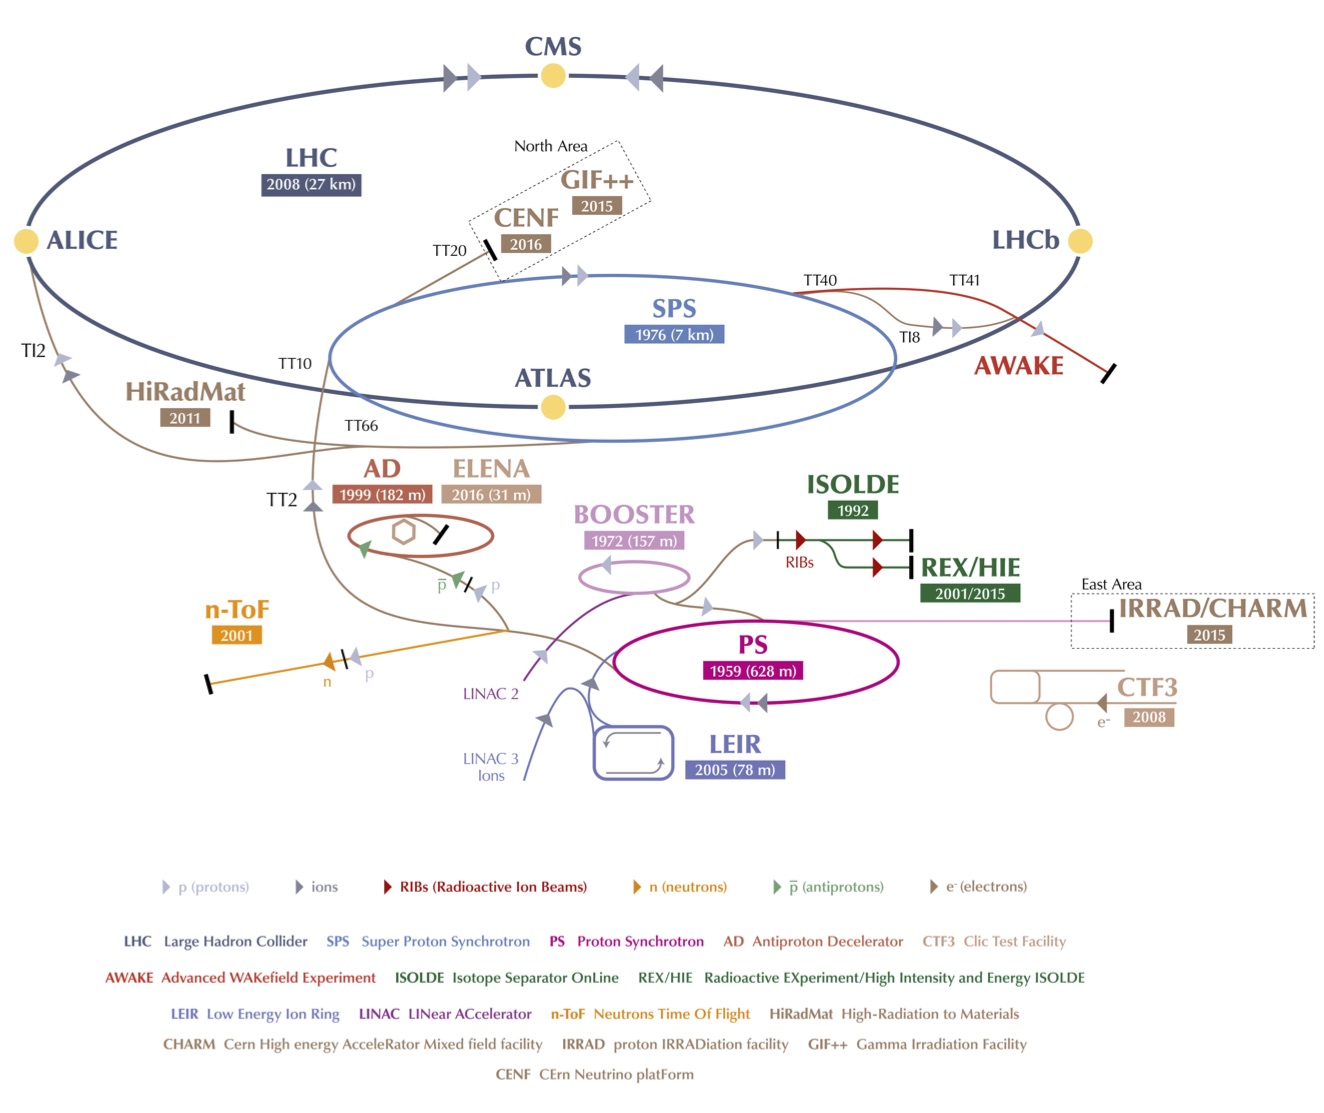 CMS
LHC
2008 (27 km)
North Area
GIF++
2015
CENF
2016
ALICE
LHCb
TT20
TT40
TT41
SPS
1976 (7 km)
TI8
TI2
TT10
AWAKE
ATLAS
HiRadMat
2011
TT66
AD
1999 (182 m)
ELENA
2016 (31 m)
TT2
ISOLDE
1992
BOOSTER
1972 (157 m)
RIBs
REX/HIE
2001/2015
p̅
p
East Area
IRRAD/CHARM
2015
n-ToF
2001
n
p
PS
1959 (628 m)
LINAC 2
CTF3
2008
e-
LINAC 3
Ions
LEIR
2005 (78 m)
p (protons) ions RIBs (Radioactive Ion Beams) n (neutrons) p̅ (antiprotons) e- (electrons)
LHC Large Hadron Collider SPS Super Proton Synchrotron PS Proton Synchrotron AD Antiproton Decelerator CTF3 Clic Test Facility
AWAKE Advanced WAKefield Experiment ISOLDE Isotope Separator OnLine REX/HIE Radioactive EXperiment/High Intensity and Energy ISOLDE
LEIR Low Energy Ion Ring LINAC LINear ACcelerator n-ToF Neutrons Time Of Flight HiRadMat High-Radiation to Materials
CHARM Cern High energy AcceleRator Mixed field facility IRRAD proton IRRADiation facility GIF++ Gamma Irradiation Facility
CENF CErn Neutrino platForm